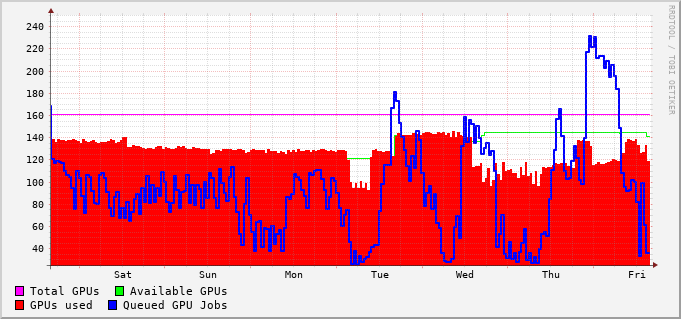 240
220
200
180
160
140
120
100
80
60
40
Sat Sun Mon Tue Wed Thu Fri
Total GPUs Available GPUs
GPUs used Queued GPU Jobs
RRDTOOL / TOBI OETIKER